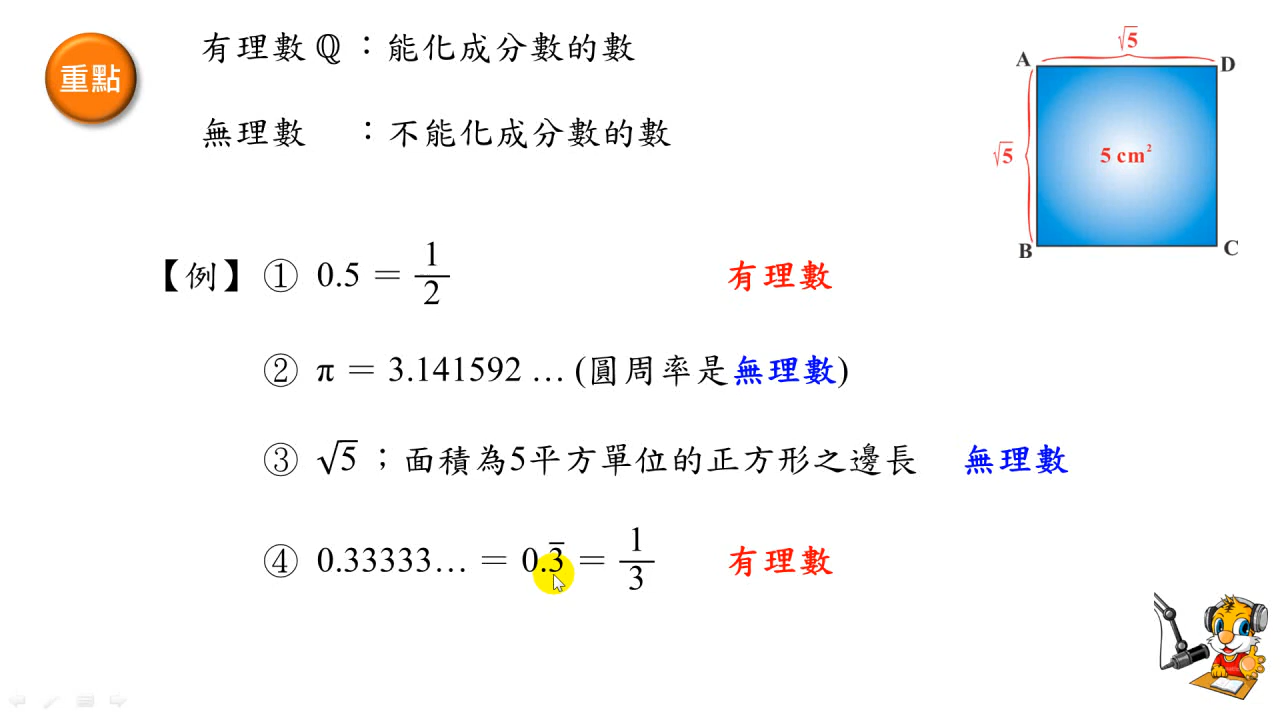 重點
有理數 ℚ：能化成分數的數
無理數 ：不能化成分數的數
√5
A D
√5
5 cm²
B C
【例】① 0.5 = 1/2 有理數
② π = 3.141592 … (圓周率是無理數)
③ √5 ；面積為5平方單位的正方形之邊長 無理數
④ 0.33333… = 0.3̅ = 1/3 有理數